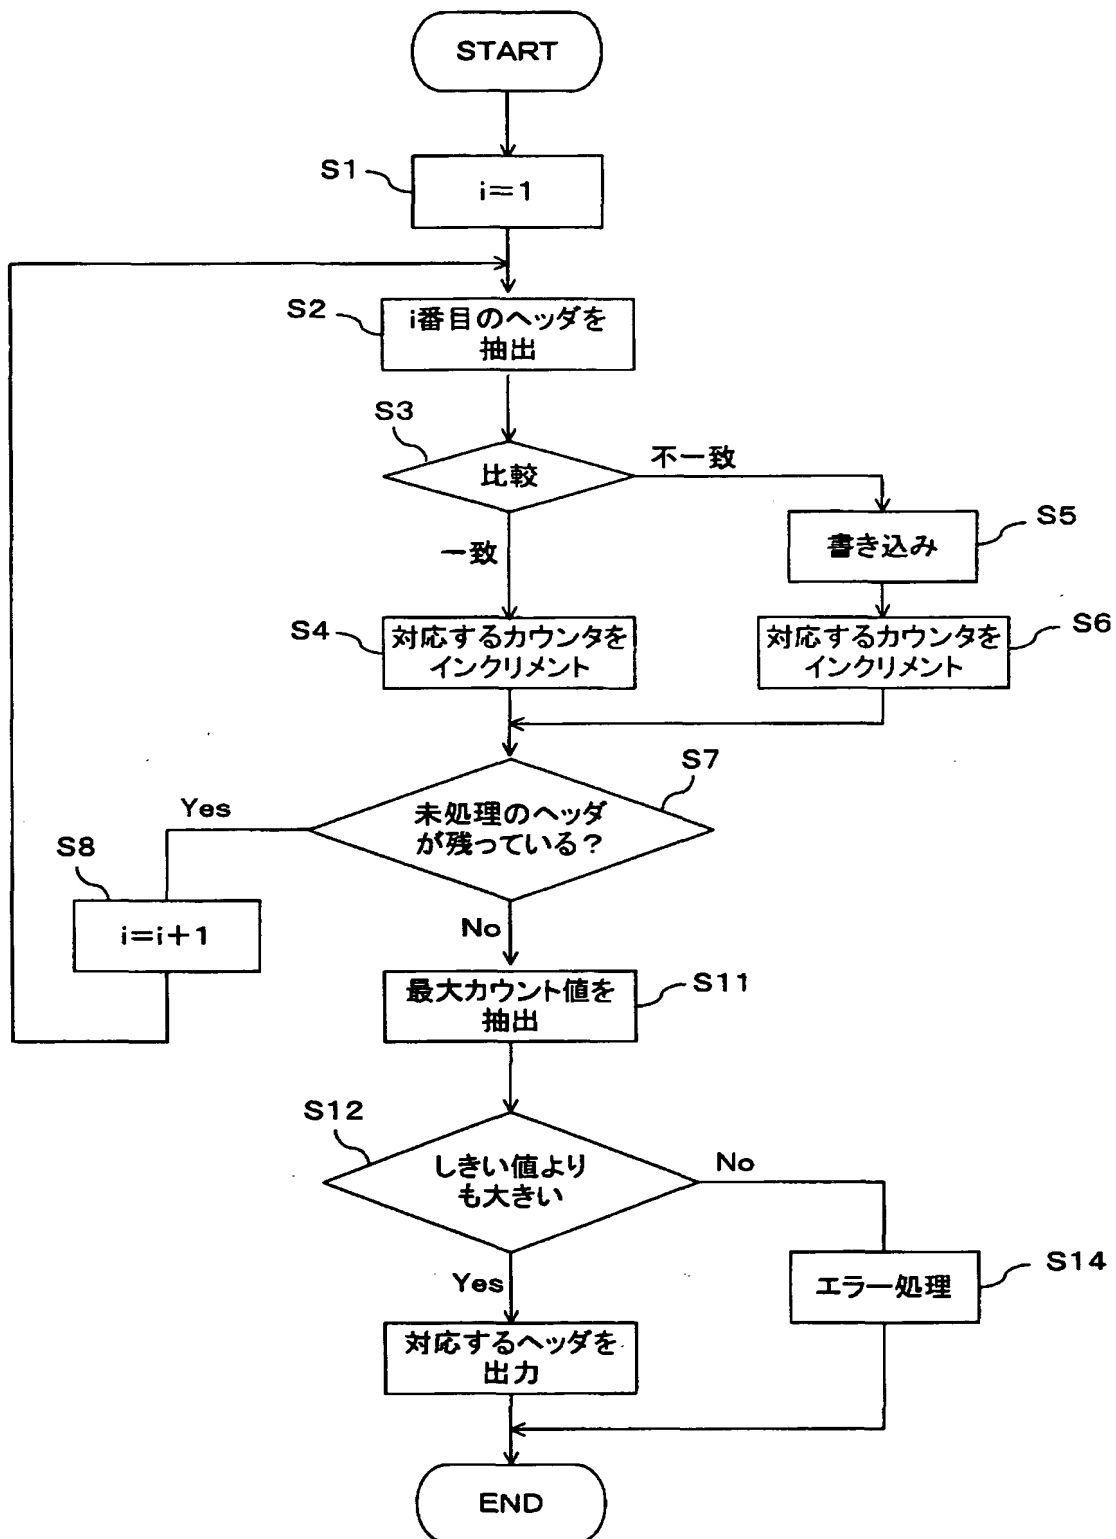 START
S1
i=1
S2
i番目のヘッダを
抽出
S3
比較
不一致
一致
S5
書き込み
S4
対応するカウンタを
インクリメント
S6
対応するカウンタを
インクリメント
S7
未処理のヘッダ
が残っている?
Yes
S8
i=i+1
No
S11
最大カウント値を
抽出
S12
しきい値より
も大きい
No
Yes
S14
エラー処理
対応するヘッダを
出力
END